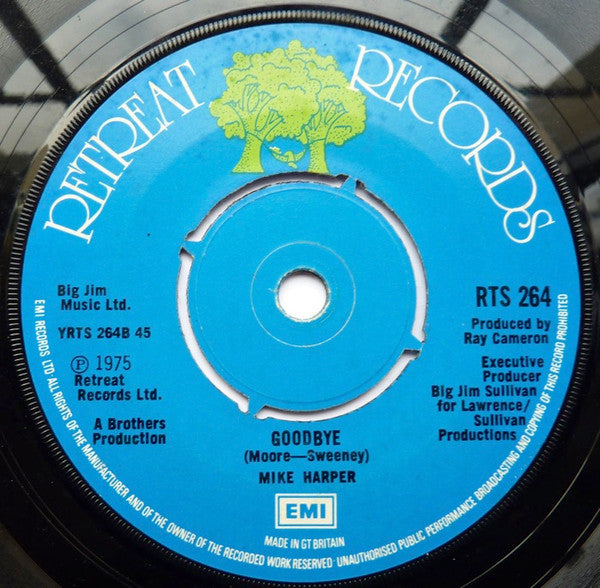 RETREAT RECORDS
Big Jim
Music Ltd.
YRTS 264B 45
Ⓟ 1975
Retreat
Records Ltd.
A Brothers
Production
RTS 264
Produced by
Ray Cameron
Executive
Producer
Big Jim Sullivan
for Lawrence/
Sullivan
Productions
GOODBYE
(Moore—Sweeney)
MIKE HARPER
EMI
MADE IN GT BRITAIN
EMI RECORDS LTD ALL RIGHTS OF THE MANUFACTURER AND OF THE OWNER OF THE RECORDED WORK RESERVED · UNAUTHORISED PUBLIC PERFORMANCE BROADCASTING AND COPYING OF THIS RECORD PROHIBITED